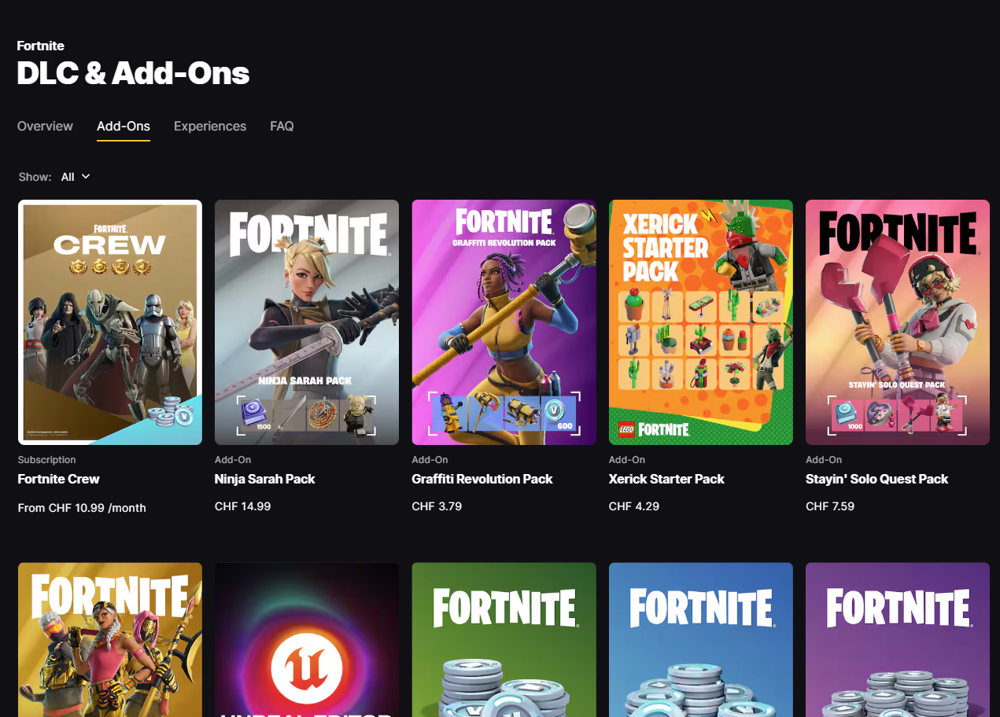 Fortnite
DLC & Add-Ons
Overview
Add-Ons
Experiences
FAQ
Show: All
FORTNITE
CREW
Subscription
Fortnite Crew
From CHF 10.99 /month
FORTNITE
NINJA SARAH PACK
1500
Add-On
Ninja Sarah Pack
CHF 14.99
FORTNITE
GRAFFITI REVOLUTION PACK
600
Add-On
Graffiti Revolution Pack
CHF 3.79
XERICK
STARTER
PACK
LEGO FORTNITE
Add-On
Xerick Starter Pack
CHF 4.29
FORTNITE
STAYIN' SOLO QUEST PACK
1000
Add-On
Stayin' Solo Quest Pack
CHF 7.59
FORTNITE
UNREAL EDITOR
FORTNITE
FORTNITE
FORTNITE